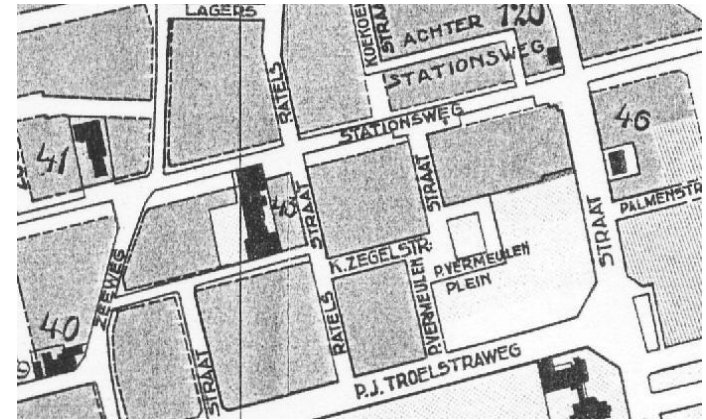 LAGERS
KOEKOEK
STRAAT
ACHTER
120
STATIONSWEG
RATELS
STATIONSWEG
46
41
43
STRAAT
STRAAT
PALMENSTR
K. ZEGELSTR.
P. VERMEULEN
PLEIN
STRAAT
ZEEWEG
40
STRAAT
RATELS
P. VERMEULEN
P.J. TROELSTRAWEG